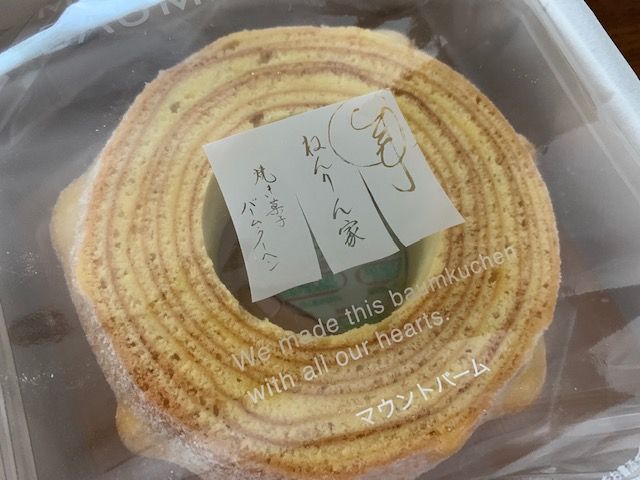 年
ねんりん家
焼き菓子
バームクーヘン
We made this baumkuchen
with all our hearts.
マウントバーム